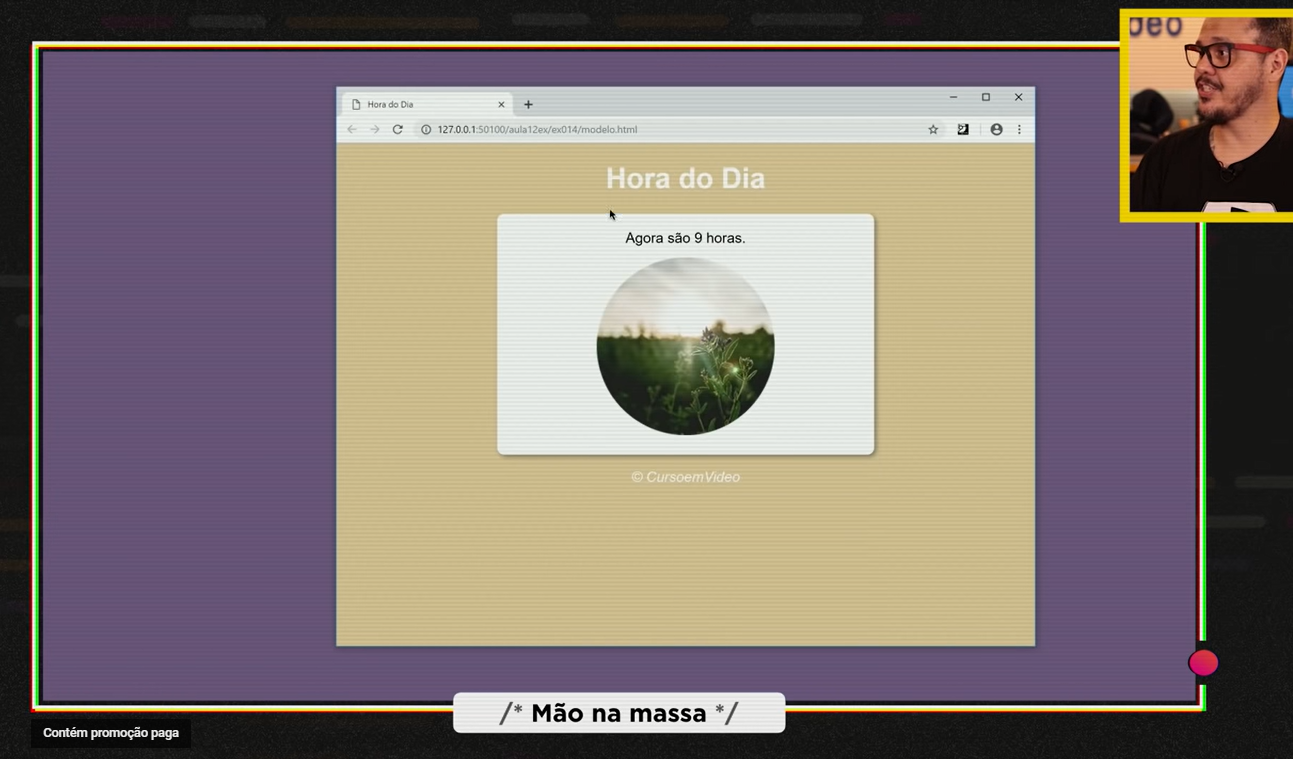 deo
Hora do Dia
127.0.0.1:50100/aula12ex/ex014/modelo.html
Hora do Dia
Agora são 9 horas.
© CursoemVideo
/* Mão na massa */
Contém promoção paga